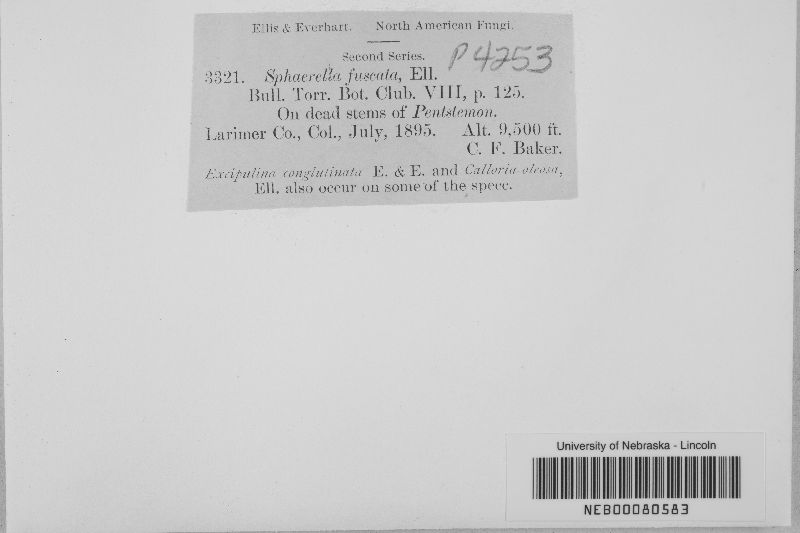 Ellis & Everhart. North American Fungi.
Second Series. P4253
3321. Sphaerella fuscata, Ell.
Bull. Torr. Bot. Club. VIII, p. 125.
On dead stems of Pentstemon.
Larimer Co., Col., July, 1895. Alt. 9,500 ft.
C. F. Baker.
Excipulina conglutinata E. & E. and Calloria oleosa,
Ell. also occur on some of the specc.
University of Nebraska - Lincoln
NEB00080583